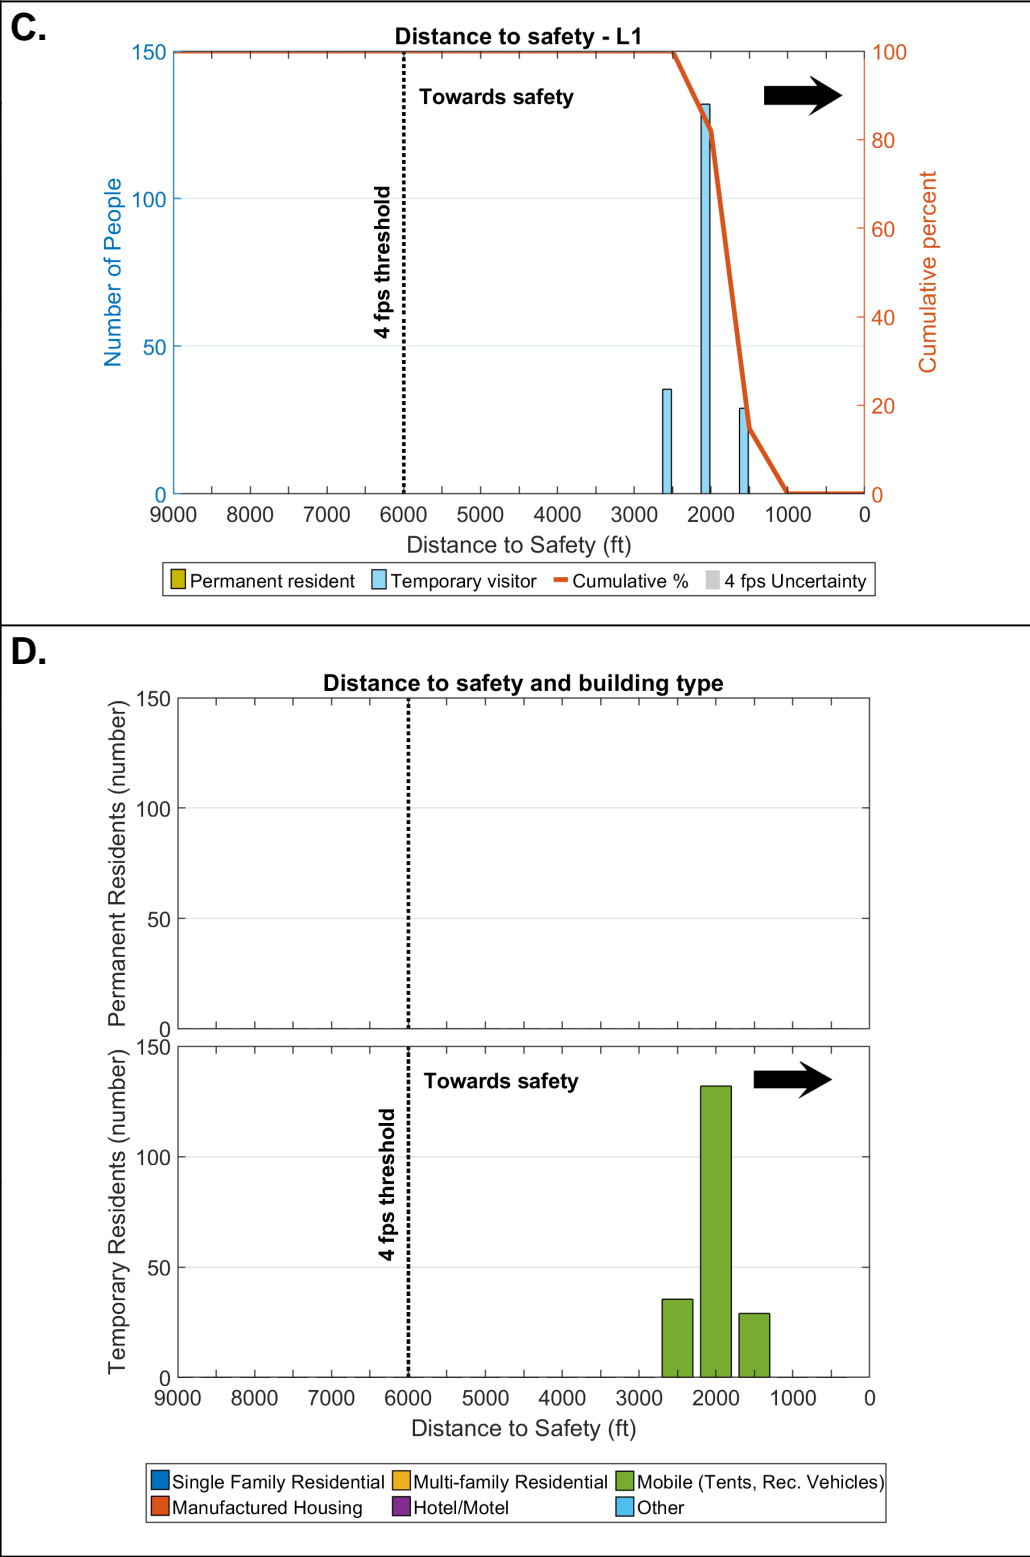 C.
Distance to safety - L1
150
100
50
0
Number of People
Towards safety
4 fps threshold
100
80
60
40
20
0
Cumulative percent
9000 8000 7000 6000 5000 4000 3000 2000 1000 0
Distance to Safety (ft)
Permanent resident Temporary visitor Cumulative % 4 fps Uncertainty
D.
Distance to safety and building type
150
100
50
0
Permanent Residents (number)
150
100
50
0
Temporary Residents (number)
Towards safety
4 fps threshold
9000 8000 7000 6000 5000 4000 3000 2000 1000 0
Distance to Safety (ft)
Single Family Residential Multi-family Residential Mobile (Tents, Rec. Vehicles)
Manufactured Housing Hotel/Motel Other